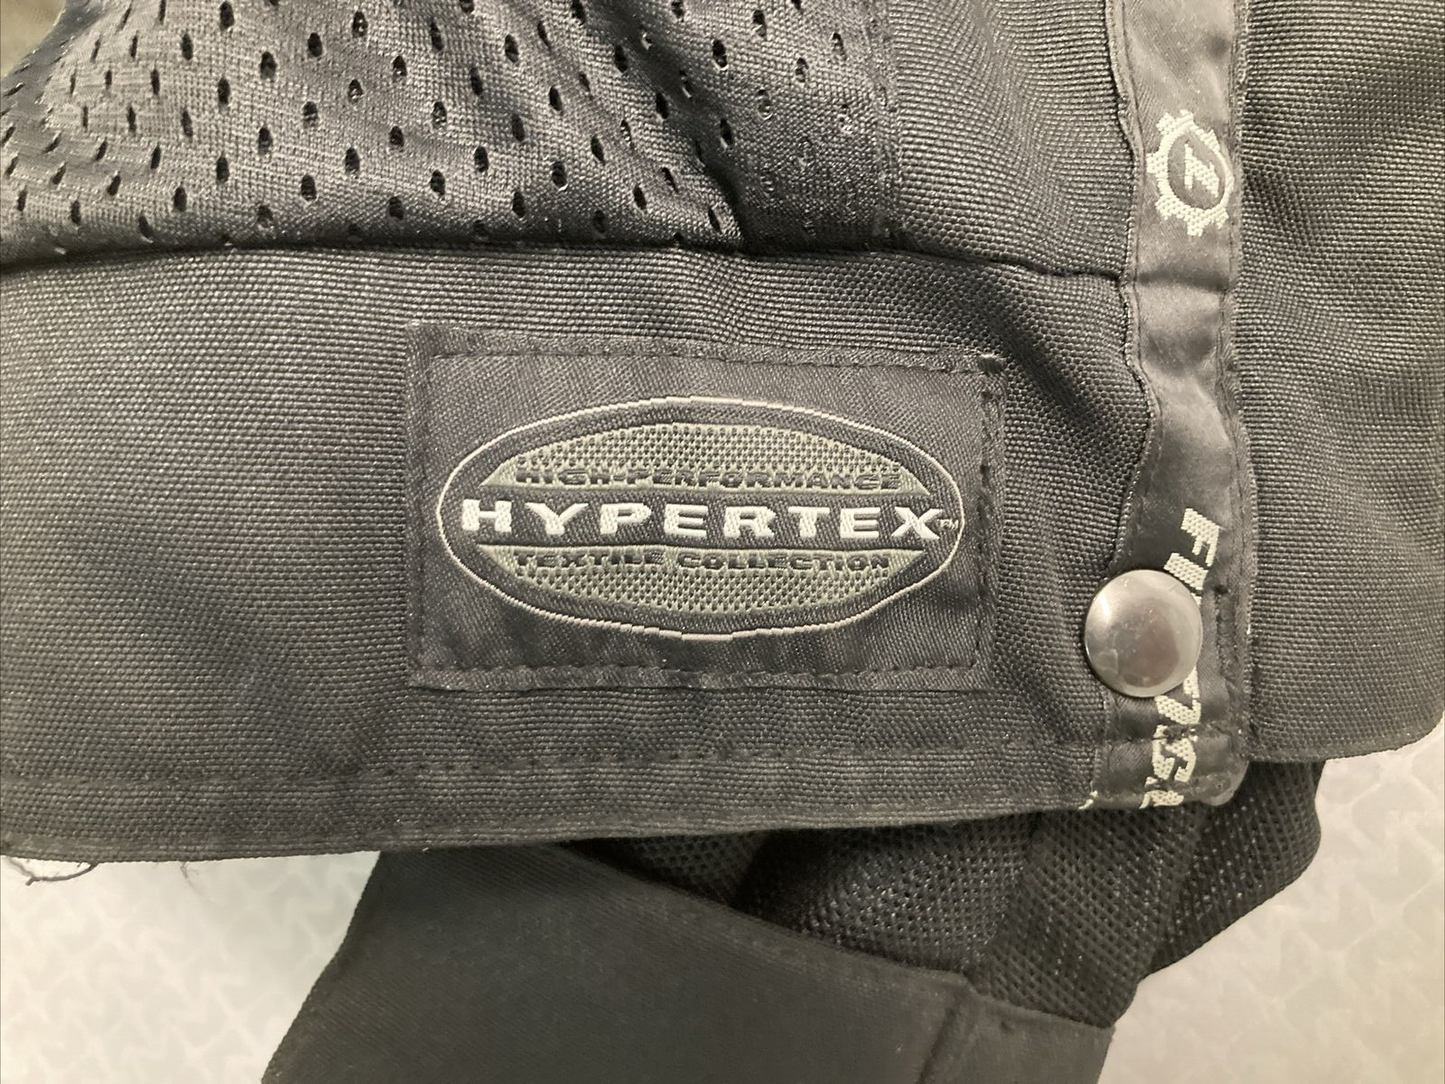 HIGH-PERFORMANCE
HYPERTEX™
TEXTILE COLLECTION